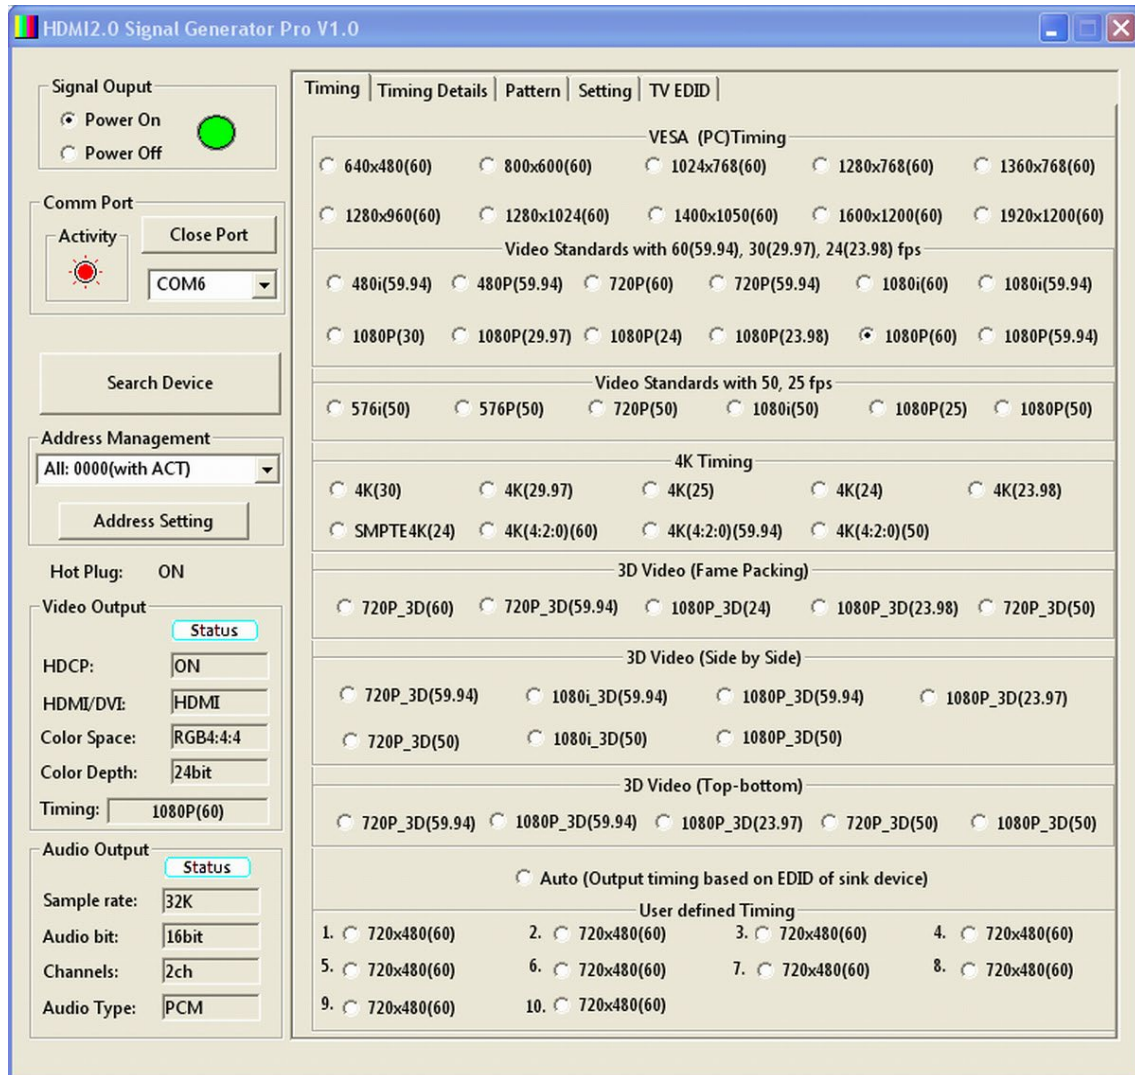 HDMI2.0 Signal Generator Pro V1.0
Signal Ouput
Power On
Power Off
Comm Port
Activity
Close Port
COM6
Search Device
Address Management
All: 0000(with ACT)
Address Setting
Hot Plug: ON
Video Output
Status
HDCP: ON
HDMI/DVI: HDMI
Color Space: RGB4:4:4
Color Depth: 24bit
Timing: 1080P(60)
Audio Output
Status
Sample rate: 32K
Audio bit: 16bit
Channels: 2ch
Audio Type: PCM
Timing Timing Details Pattern Setting TV EDID
VESA (PC)Timing
640x480(60) 800x600(60) 1024x768(60) 1280x768(60) 1360x768(60)
1280x960(60) 1280x1024(60) 1400x1050(60) 1600x1200(60) 1920x1200(60)
Video Standards with 60(59.94), 30(29.97), 24(23.98) fps
480i(59.94) 480P(59.94) 720P(60) 720P(59.94) 1080i(60) 1080i(59.94)
1080P(30) 1080P(29.97) 1080P(24) 1080P(23.98) 1080P(60) 1080P(59.94)
Video Standards with 50, 25 fps
576i(50) 576P(50) 720P(50) 1080i(50) 1080P(25) 1080P(50)
4K Timing
4K(30) 4K(29.97) 4K(25) 4K(24) 4K(23.98)
SMPTE4K(24) 4K(4:2:0)(60) 4K(4:2:0)(59.94) 4K(4:2:0)(50)
3D Video (Fame Packing)
720P_3D(60) 720P_3D(59.94) 1080P_3D(24) 1080P_3D(23.98) 720P_3D(50)
3D Video (Side by Side)
720P_3D(59.94) 1080i_3D(59.94) 1080P_3D(59.94) 1080P_3D(23.97)
720P_3D(50) 1080i_3D(50) 1080P_3D(50)
3D Video (Top-bottom)
720P_3D(59.94) 1080P_3D(59.94) 1080P_3D(23.97) 720P_3D(50) 1080P_3D(50)
Auto (Output timing based on EDID of sink device)
User defined Timing
1. 720x480(60) 2. 720x480(60) 3. 720x480(60) 4. 720x480(60)
5. 720x480(60) 6. 720x480(60) 7. 720x480(60) 8. 720x480(60)
9. 720x480(60) 10. 720x480(60)